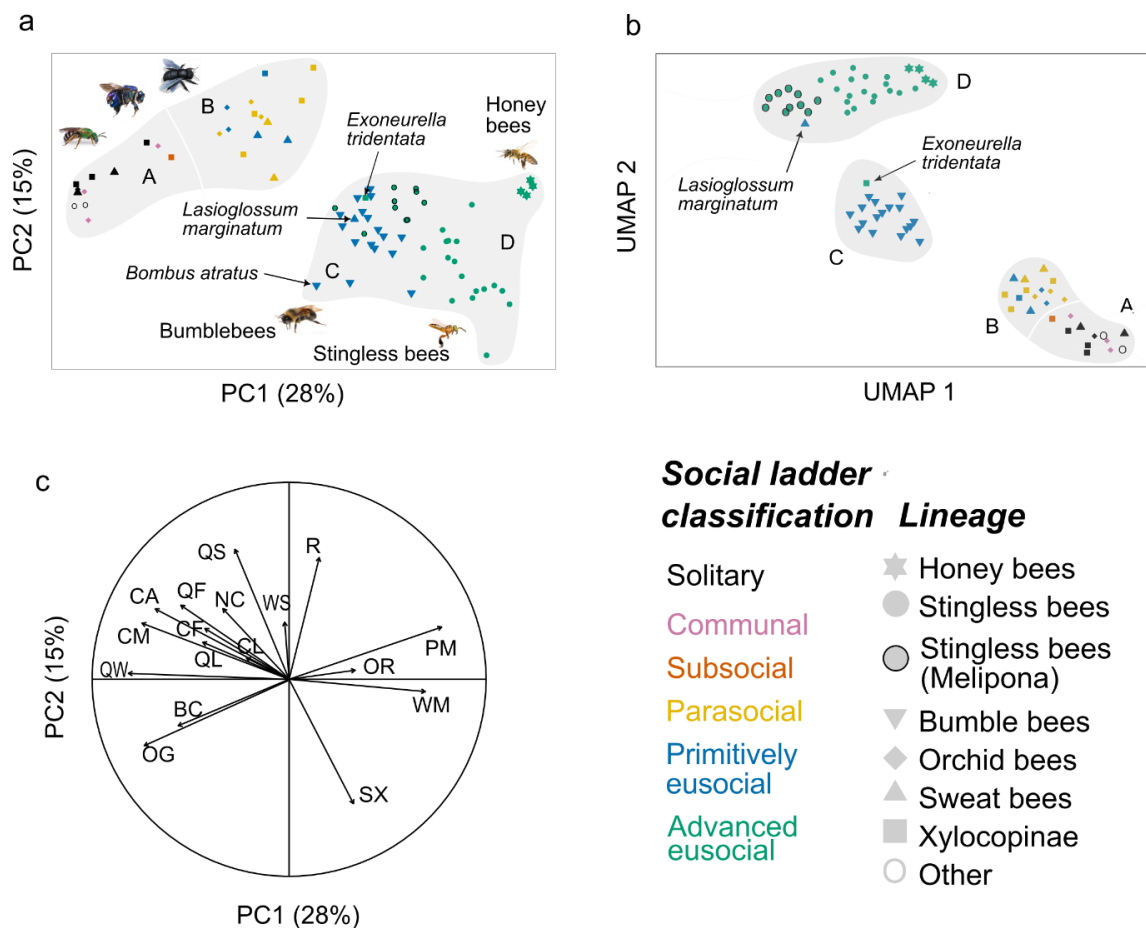 a
B
A
Exoneurella
tridentata
Honey
bees
Lasioglossum
marginatum
D
Bombus atratus
C
Bumblebees
Stingless bees
PC2 (15%)
PC1 (28%)
b
D
Exoneurella
tridentata
Lasioglossum
marginatum
C
B
A
UMAP 2
UMAP 1
c
QS
R
QF
NC
WS
CA
CM
CF
CL
QL
PM
OR
QW
WM
BC
OG
SX
PC2 (15%)
PC1 (28%)
Social ladder
classification
Solitary
Communal
Subsocial
Parasocial
Primitively
eusocial
Advanced
eusocial
Lineage
Honey bees
Stingless bees
Stingless bees
(Melipona)
Bumble bees
Orchid bees
Sweat bees
Xylocopinae
Other